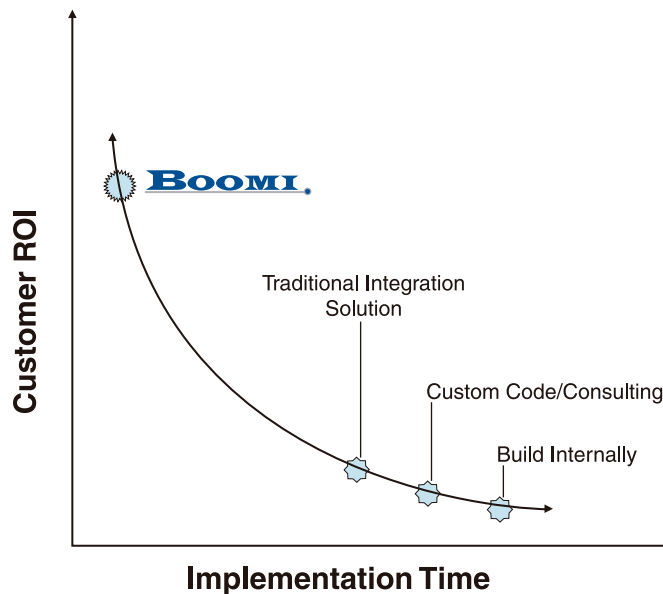 BOOMI
Traditional Integration
Solution
Custom Code/Consulting
Build Internally
Customer ROI
Implementation Time